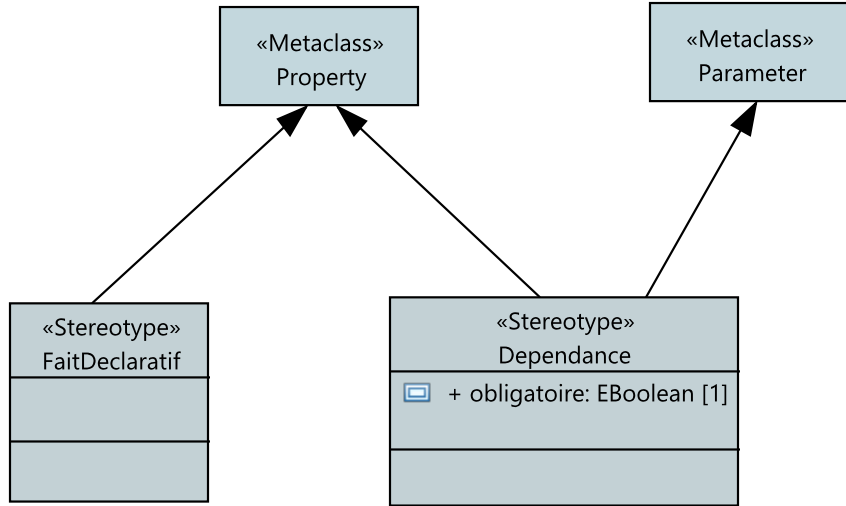 «Metaclass»
Property
«Metaclass»
Parameter
«Stereotype»
FaitDeclaratif
«Stereotype»
Dependance
+ obligatoire: EBoolean [1]